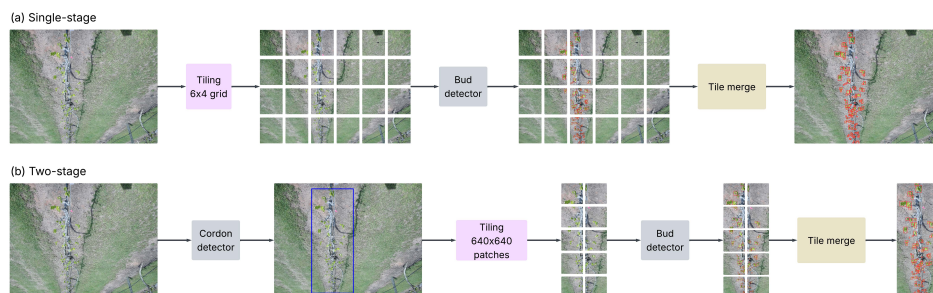 (a) Single-stage
Tiling
6x4 grid
Bud
detector
Tile merge
(b) Two-stage
Cordon
detector
Tiling
640x640
patches
Bud
detector
Tile merge